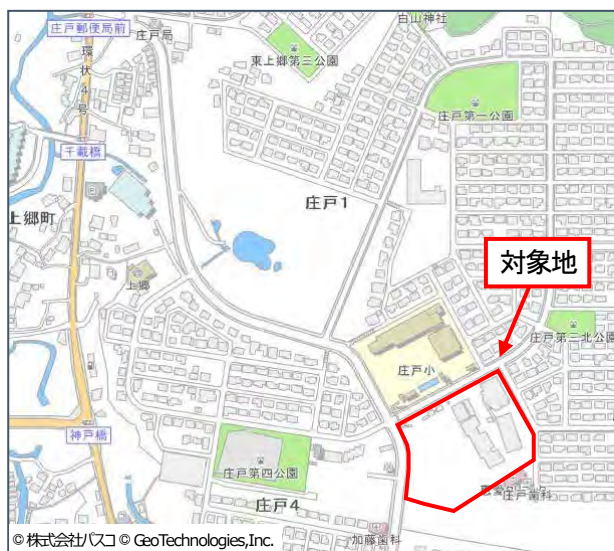 庄戸郵便局前
庄戸局
環状4号
白山神社
東上郷第三公園
庄戸第一公園
千載橋
庄戸1
上郷町
対象地
上郷
庄戸第三北公園
庄戸小
神戸橋
庄戸第四公園
庄戸4
庄戸歯科
加藤歯科
© 株式会社パスコ © GeoTechnologies,Inc.